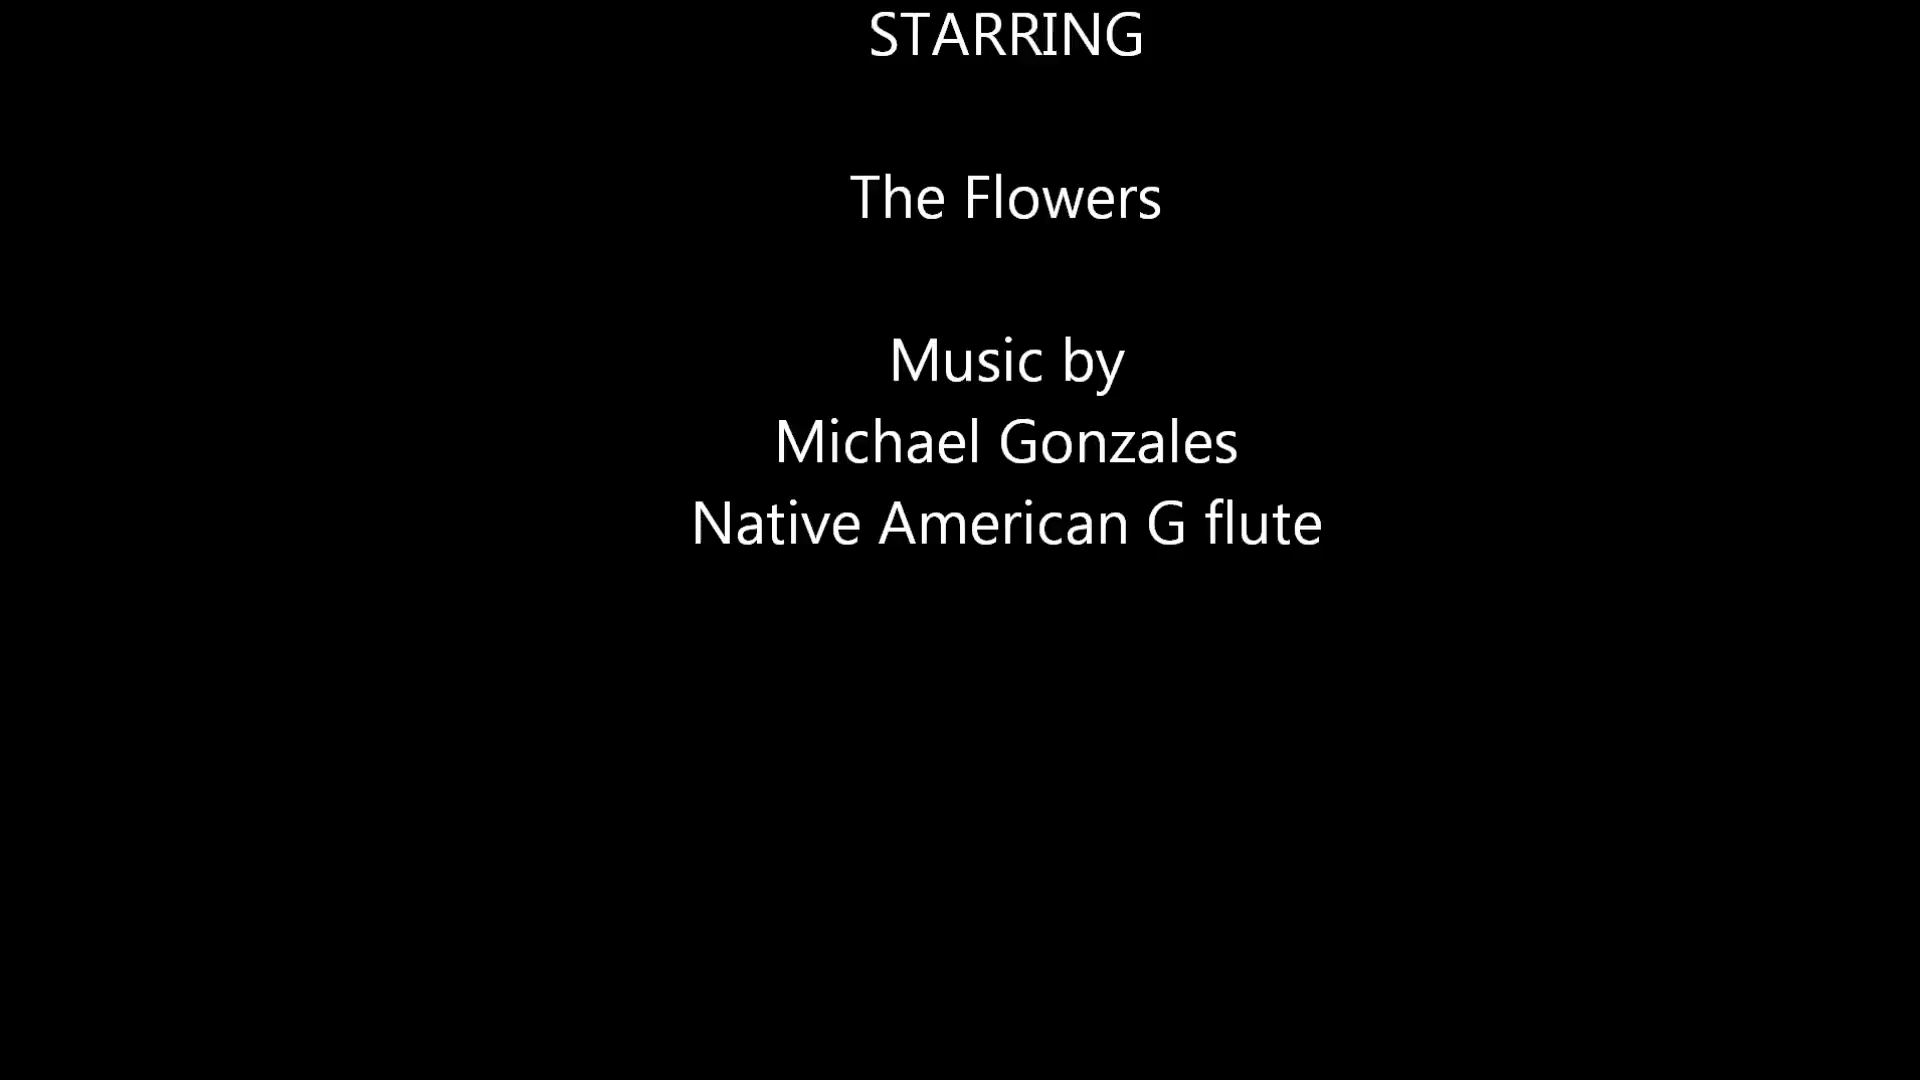 STARRING
The Flowers
Music by
Michael Gonzales
Native American G flute